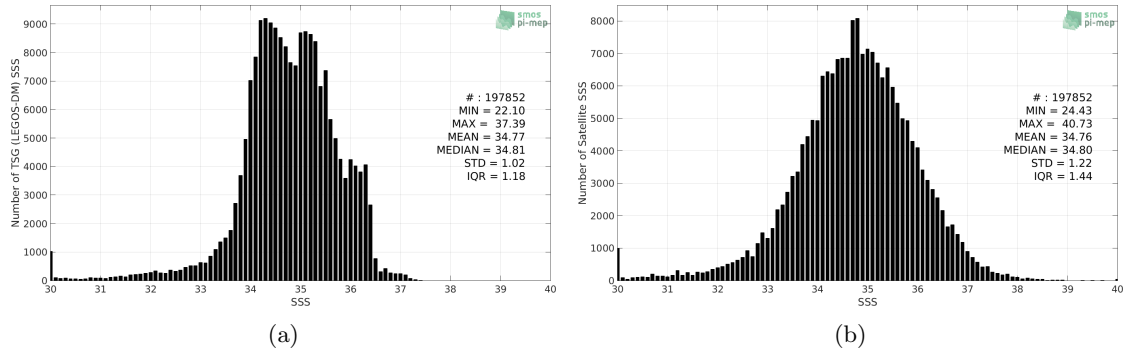 smos
pi-mep
9000
8000
7000
6000
5000
4000
3000
2000
1000
0
Number of TSG (LEGOS-DM) SSS
# : 197852
MIN = 22.10
MAX = 37.39
MEAN = 34.77
MEDIAN = 34.81
STD = 1.02
IQR = 1.18
30 31 32 33 34 35 36 37 38 39 40
SSS
(a)
smos
pi-mep
8000
7000
6000
5000
4000
3000
2000
1000
0
Number of Satellite SSS
# : 197852
MIN = 24.43
MAX = 40.73
MEAN = 34.76
MEDIAN = 34.80
STD = 1.22
IQR = 1.44
30 31 32 33 34 35 36 37 38 39 40
SSS
(b)